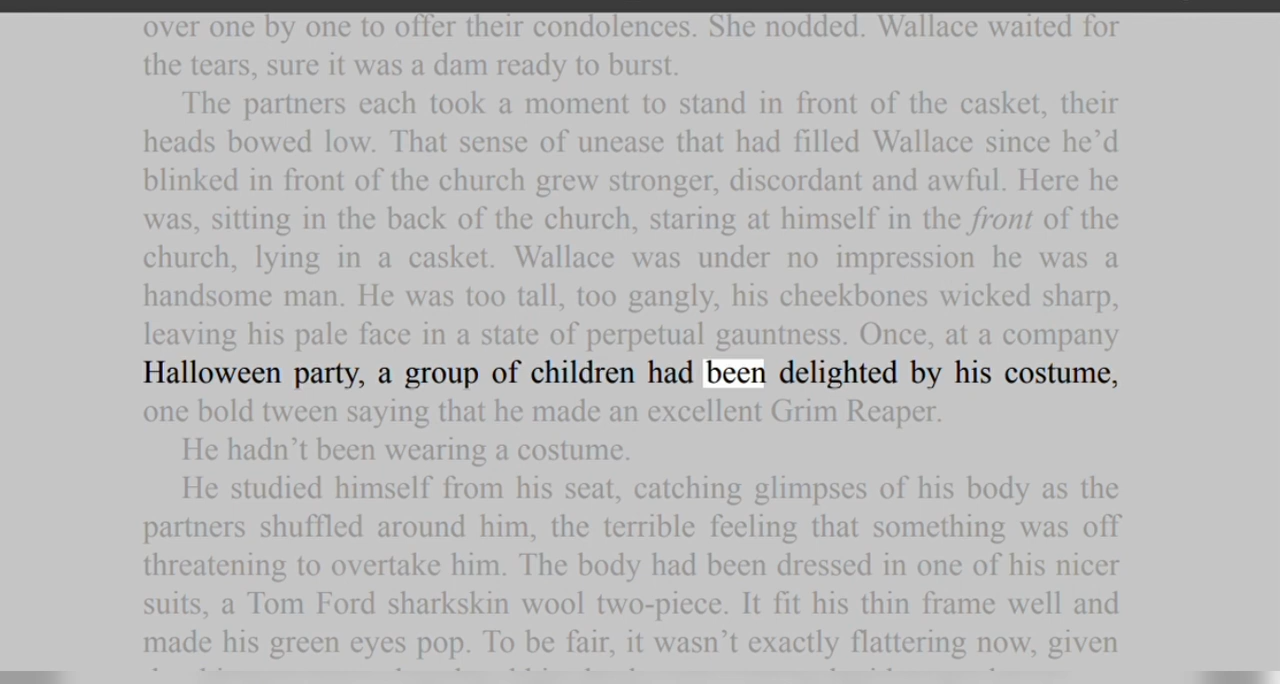 over one by one to offer their condolences. She nodded. Wallace waited for
the tears, sure it was a dam ready to burst.
The partners each took a moment to stand in front of the casket, their
heads bowed low. That sense of unease that had filled Wallace since he’d
blinked in front of the church grew stronger, discordant and awful. Here he
was, sitting in the back of the church, staring at himself in the front of the
church, lying in a casket. Wallace was under no impression he was a
handsome man. He was too tall, too gangly, his cheekbones wicked sharp,
leaving his pale face in a state of perpetual gauntness. Once, at a company
Halloween party, a group of children had been delighted by his costume,
one bold tween saying that he made an excellent Grim Reaper.
He hadn’t been wearing a costume.
He studied himself from his seat, catching glimpses of his body as the
partners shuffled around him, the terrible feeling that something was off
threatening to overtake him. The body had been dressed in one of his nicer
suits, a Tom Ford sharkskin wool two-piece. It fit his thin frame well and
made his green eyes pop. To be fair, it wasn’t exactly flattering now, given